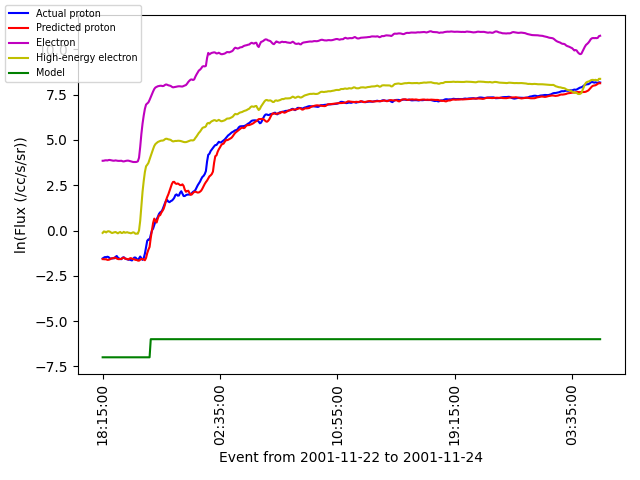 Actual proton
Predicted proton
Electron
High-energy electron
Model
10.0
7.5
5.0
2.5
0.0
−2.5
−5.0
−7.5
ln(Flux (/cc/s/sr))
18:15:00
02:35:00
10:55:00
19:15:00
03:35:00
Event from 2001-11-22 to 2001-11-24